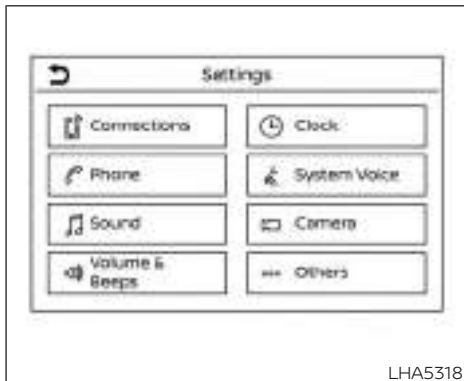 Settings
Connections
Clock
Phone
System Voice
Sound
Camera
Volume &
Beeps
Others
LHA5318